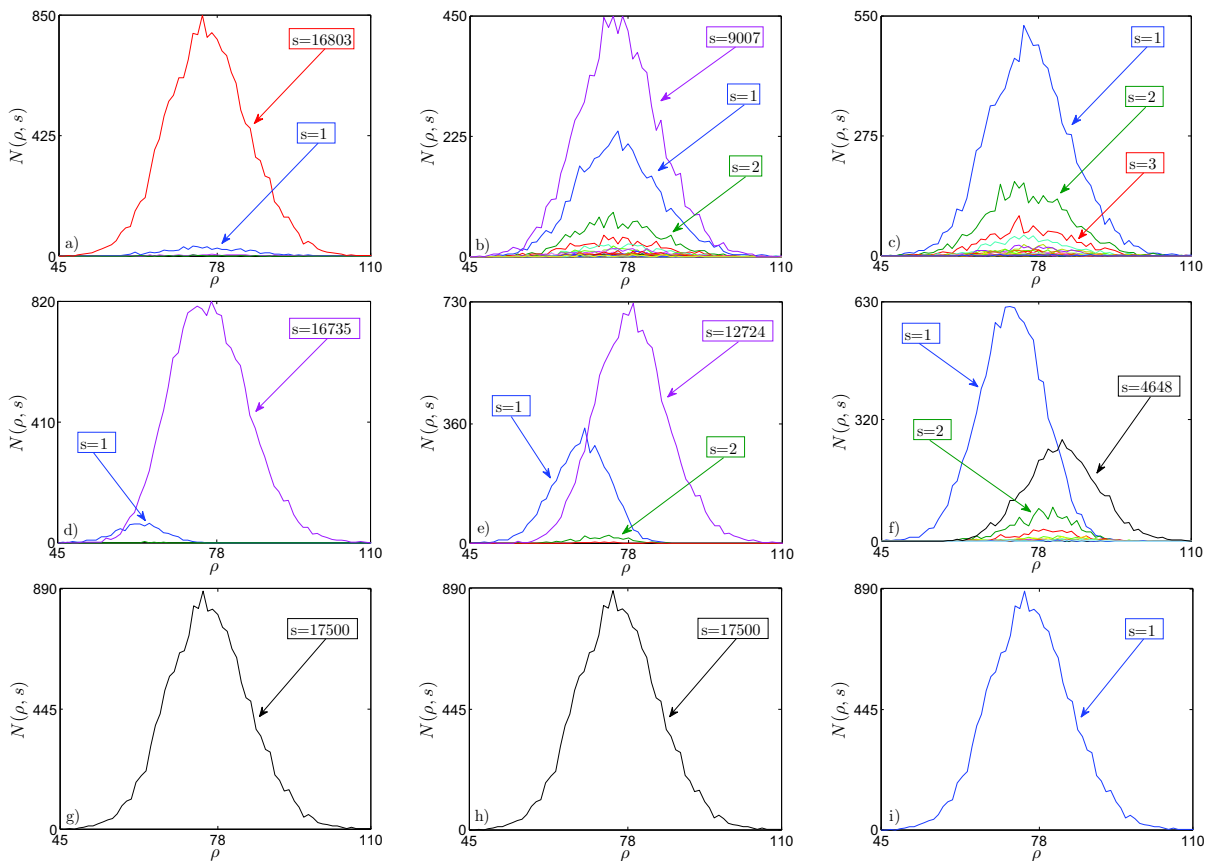 850
425
0
N(ρ, s)
s=16803
s=1
a)
45
78
110
ρ
450
225
0
N(ρ, s)
s=9007
s=1
s=2
b)
45
78
110
ρ
550
275
0
N(ρ, s)
s=1
s=2
s=3
c)
45
78
110
ρ
820
410
0
N(ρ, s)
s=16735
s=1
d)
45
78
110
ρ
730
360
0
N(ρ, s)
s=12724
s=1
s=2
e)
45
78
110
ρ
630
320
0
N(ρ, s)
s=1
s=4648
s=2
f)
45
78
110
ρ
890
445
0
N(ρ, s)
s=17500
g)
45
78
110
ρ
890
445
0
N(ρ, s)
s=17500
h)
45
78
110
ρ
890
445
0
N(ρ, s)
s=1
i)
45
78
110
ρ